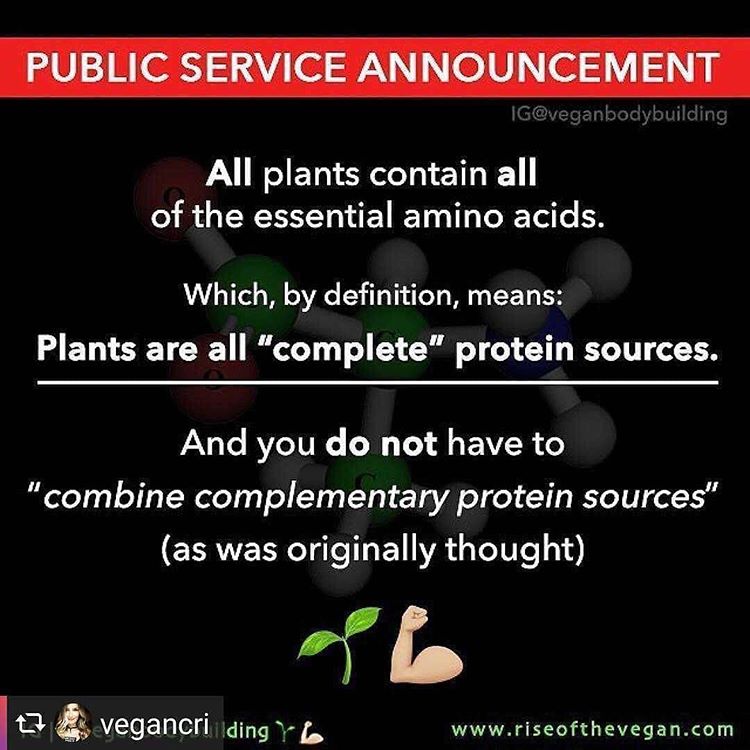 PUBLIC SERVICE ANNOUNCEMENT
IG@veganbodybuilding
All plants contain all
of the essential amino acids.
Which, by definition, means:
Plants are all "complete" protein sources.
And you do not have to
"combine complementary protein sources"
(as was originally thought)
vegancri
ding
www.riseofthevegan.com